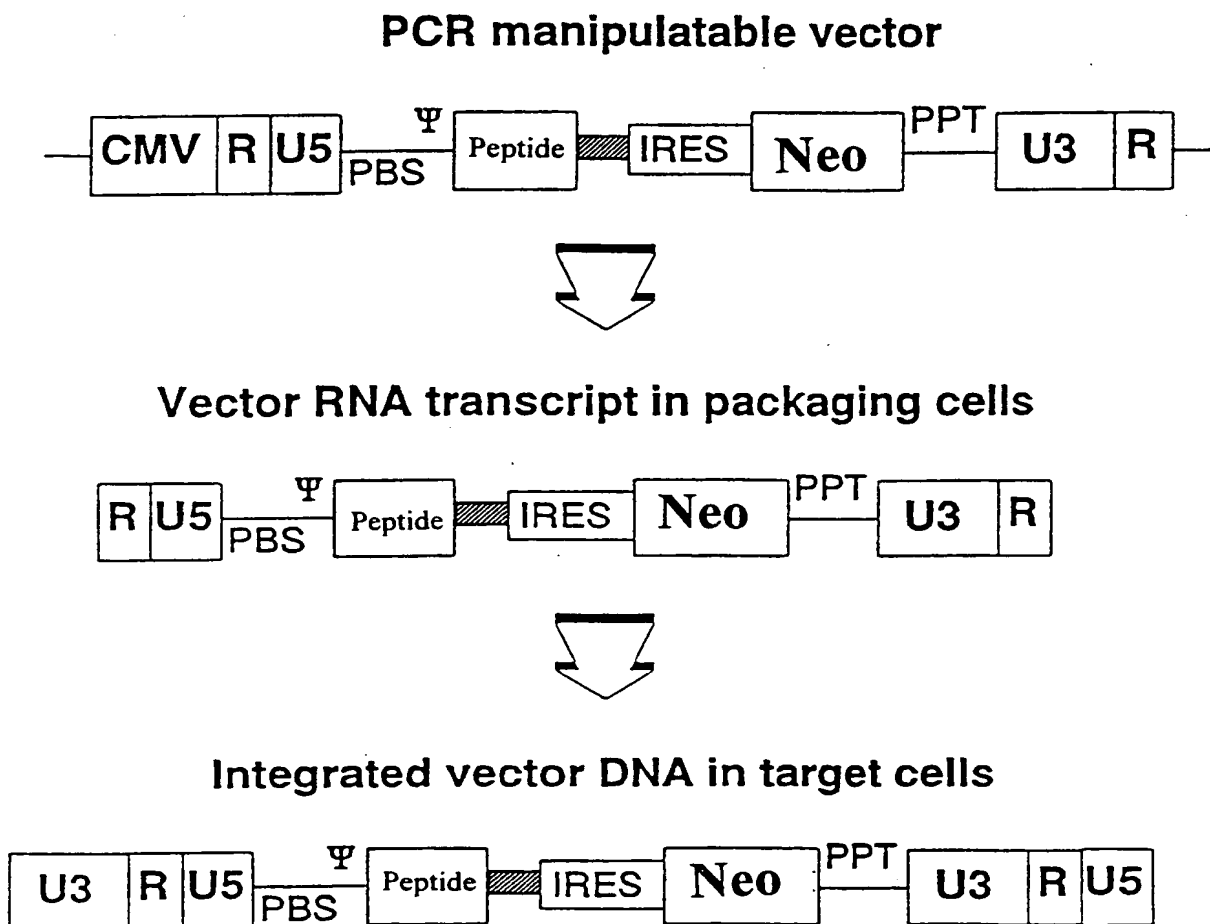 PCR manipulatable vector
CMV R U5 PBS Ψ Peptide IRES Neo PPT U3 R
Vector RNA transcript in packaging cells
R U5 PBS Ψ Peptide IRES Neo PPT U3 R
Integrated vector DNA in target cells
U3 R U5 PBS Ψ Peptide IRES Neo PPT U3 R U5